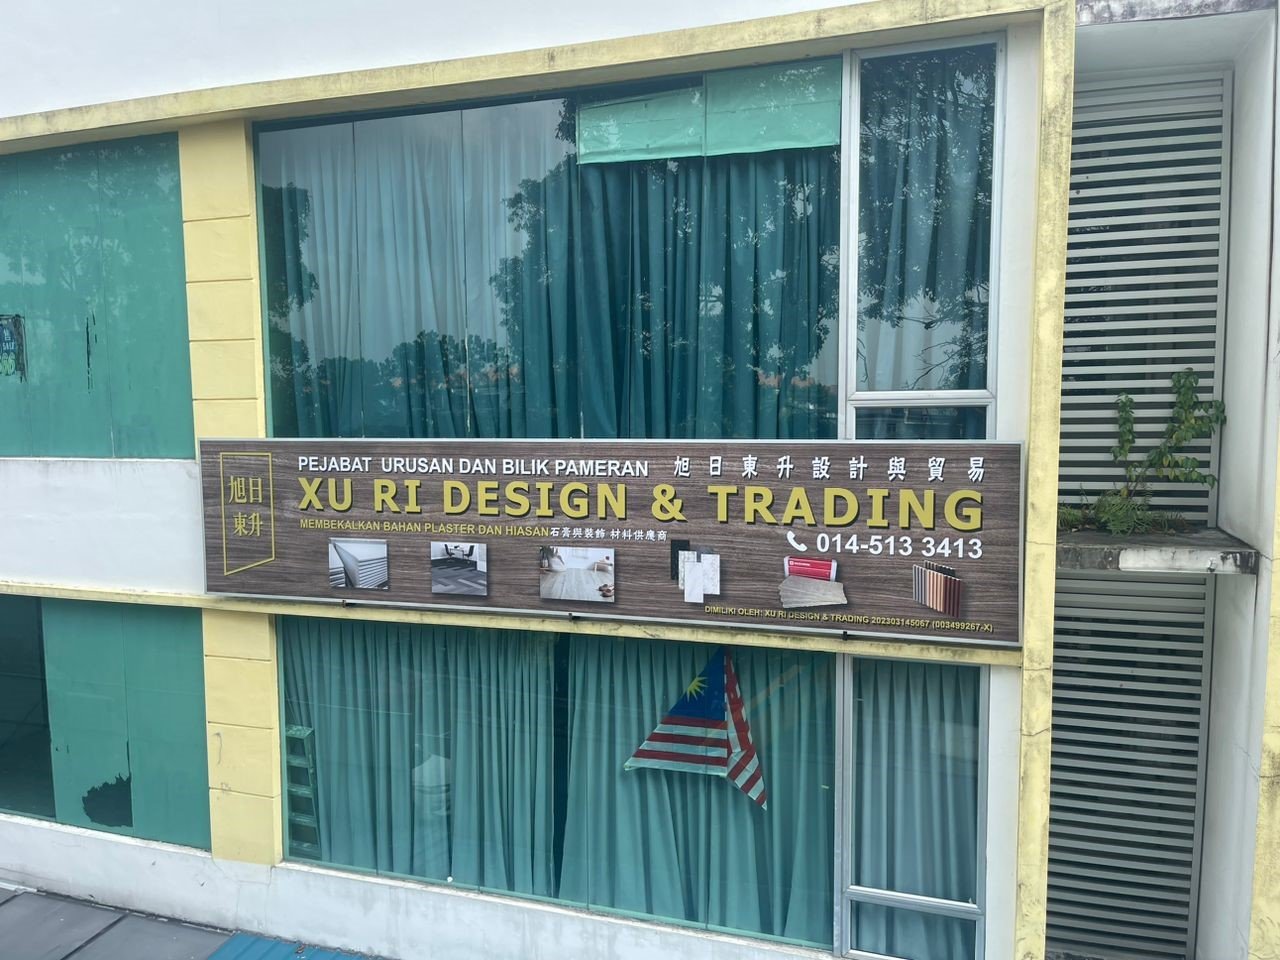 旭日
東升
PEJABAT URUSAN DAN BILIK PAMERAN 旭日東升設計與貿易
XU RI DESIGN & TRADING
MEMBEKALKAN BAHAN PLASTER DAN HIASAN 石膏與裝飾 材料供應商
014-513 3413
DIMILIKI OLEH: XU RI DESIGN & TRADING 202303145067 (003499267-X)